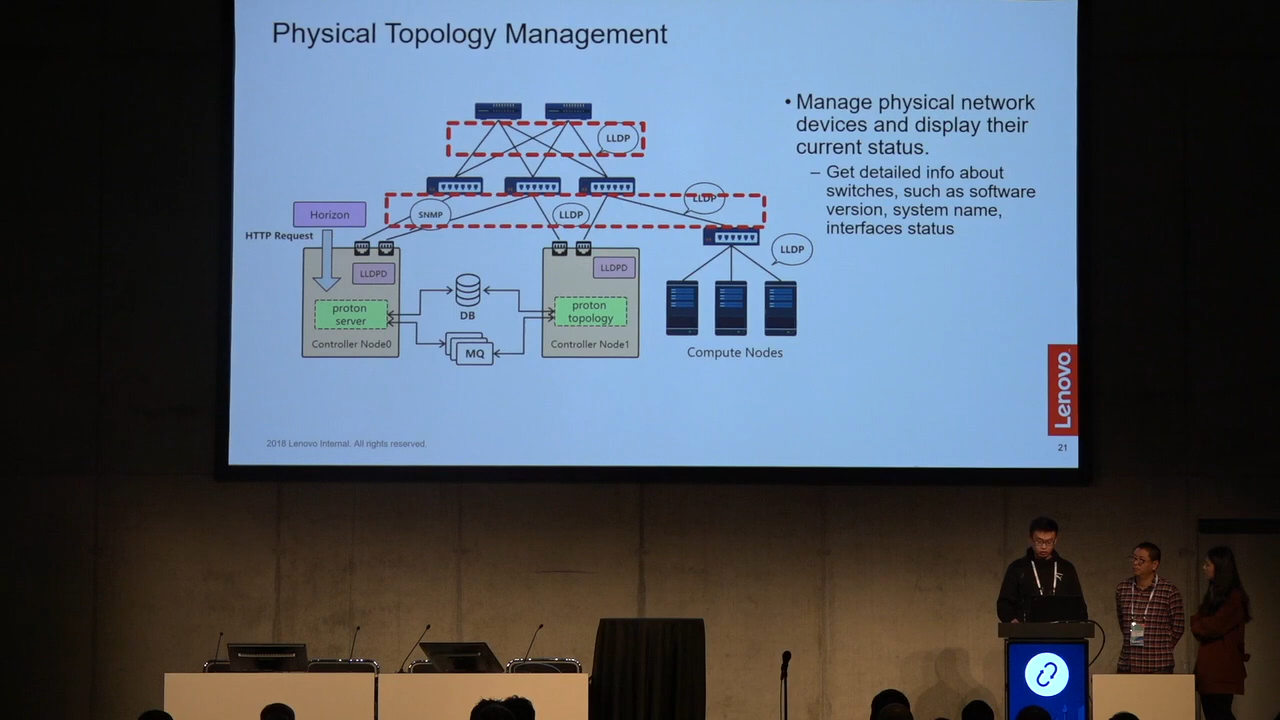 Physical Topology Management
LLDP
SNMP
LLDP
LLDP
LLDP
Horizon
HTTP Request
LLDPD
LLDPD
proton
server
proton
topology
DB
MQ
Controller Node0
Controller Node1
Compute Nodes
• Manage physical network
devices and display their
current status.
– Get detailed info about
switches, such as software
version, system name,
interfaces status
Lenovo
2018 Lenovo Internal. All rights reserved.
21